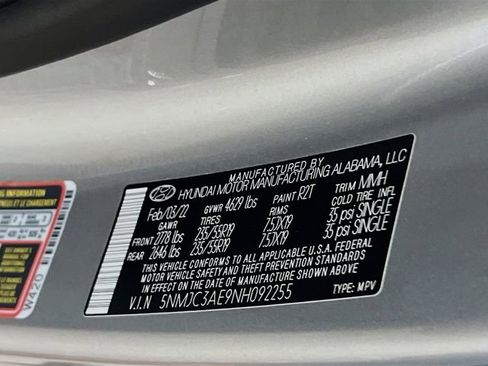 MANUFACTURED BY
HYUNDAI MOTOR MANUFACTURING ALABAMA, LLC
Feb/03/22 GVWR 4629 lbs PAINT R2T TRIM MMH
GAWR TIRES RIMS COLD TIRE INFL
FRONT 2778 lbs 235/55R19 7.5JX19 35 psi SINGLE
REAR 2646 lbs 235/55R19 7.5JX19 35 psi SINGLE
THIS VEHICLE CONFORMS TO ALL APPLICABLE U.S. FEDERAL
MOTOR VEHICLE SAFETY AND THEFT PREVENTION STANDARDS
IN EFFECT ON THE DATE OF MANUFACTURE SHOWN ABOVE.
V.I.N 5NMJC3AE9NH092255 TYPE: MPV
W420